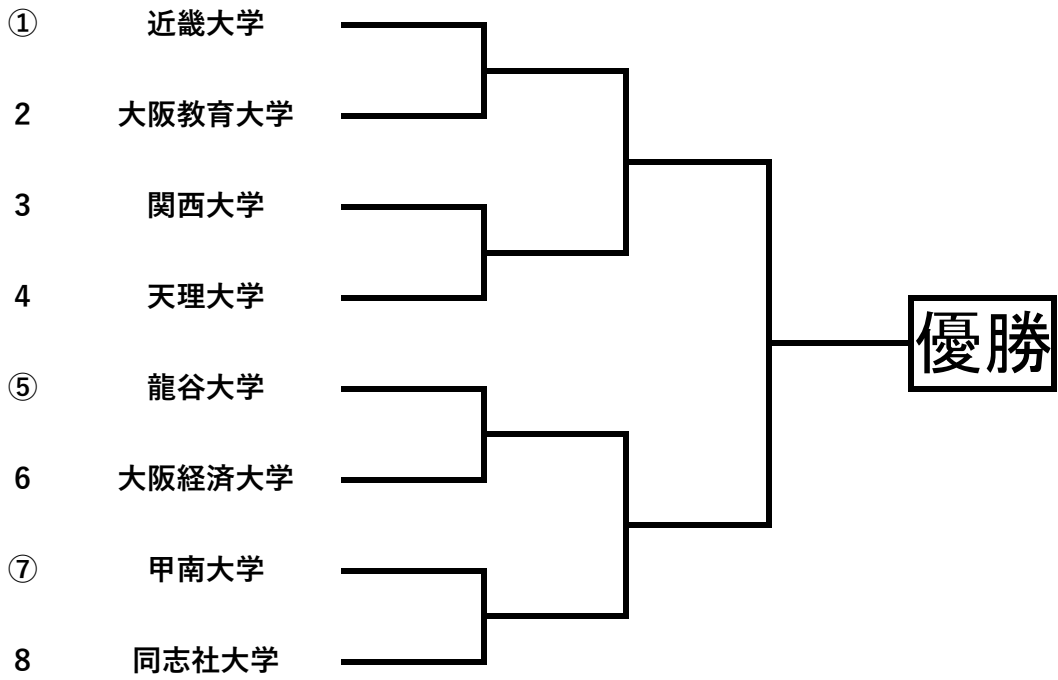 ① 近畿大学
2 大阪教育大学
3 関西大学
4 天理大学
優勝
⑤ 龍谷大学
6 大阪経済大学
⑦ 甲南大学
8 同志社大学